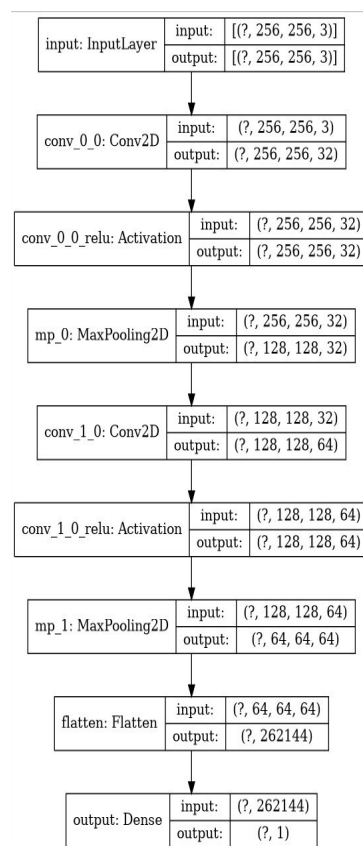 input: InputLayer
input: [(?, 256, 256, 3)]
output: [(?, 256, 256, 3)]
conv_0_0: Conv2D
input: (?, 256, 256, 3)
output: (?, 256, 256, 32)
conv_0_0_relu: Activation
input: (?, 256, 256, 32)
output: (?, 256, 256, 32)
mp_0: MaxPooling2D
input: (?, 256, 256, 32)
output: (?, 128, 128, 32)
conv_1_0: Conv2D
input: (?, 128, 128, 32)
output: (?, 128, 128, 64)
conv_1_0_relu: Activation
input: (?, 128, 128, 64)
output: (?, 128, 128, 64)
mp_1: MaxPooling2D
input: (?, 128, 128, 64)
output: (?, 64, 64, 64)
flatten: Flatten
input: (?, 64, 64, 64)
output: (?, 262144)
output: Dense
input: (?, 262144)
output: (?, 1)